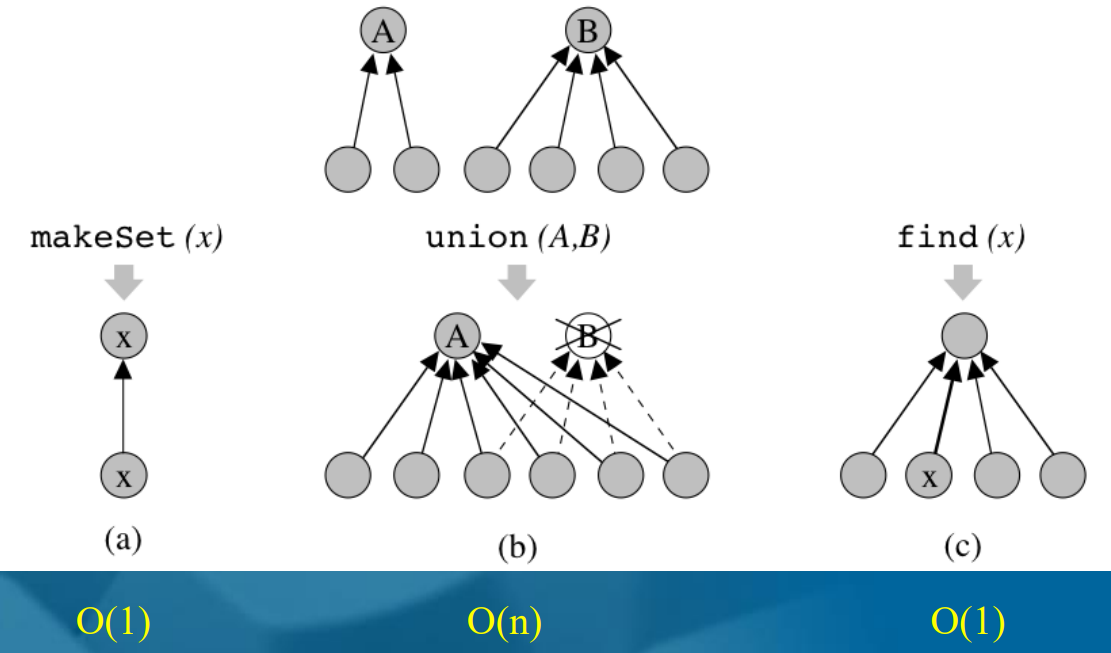 A B
makeSet (x) union (A,B) find (x)
x A B
x x
(a) (b) (c)
O(1) O(n) O(1)